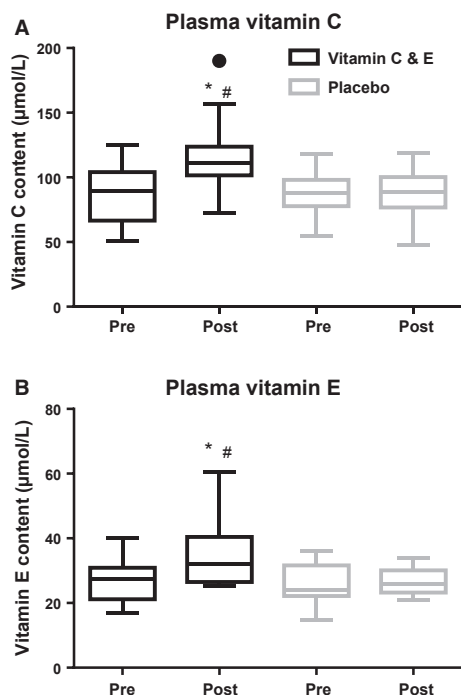 A
Plasma vitamin C
Vitamin C content (µmol/L)
200
150
100
50
0
* #
Vitamin C & E
Placebo
Pre Post Pre Post
B
Plasma vitamin E
Vitamin E content (µmol/L)
80
60
40
20
0
* #
Pre Post Pre Post